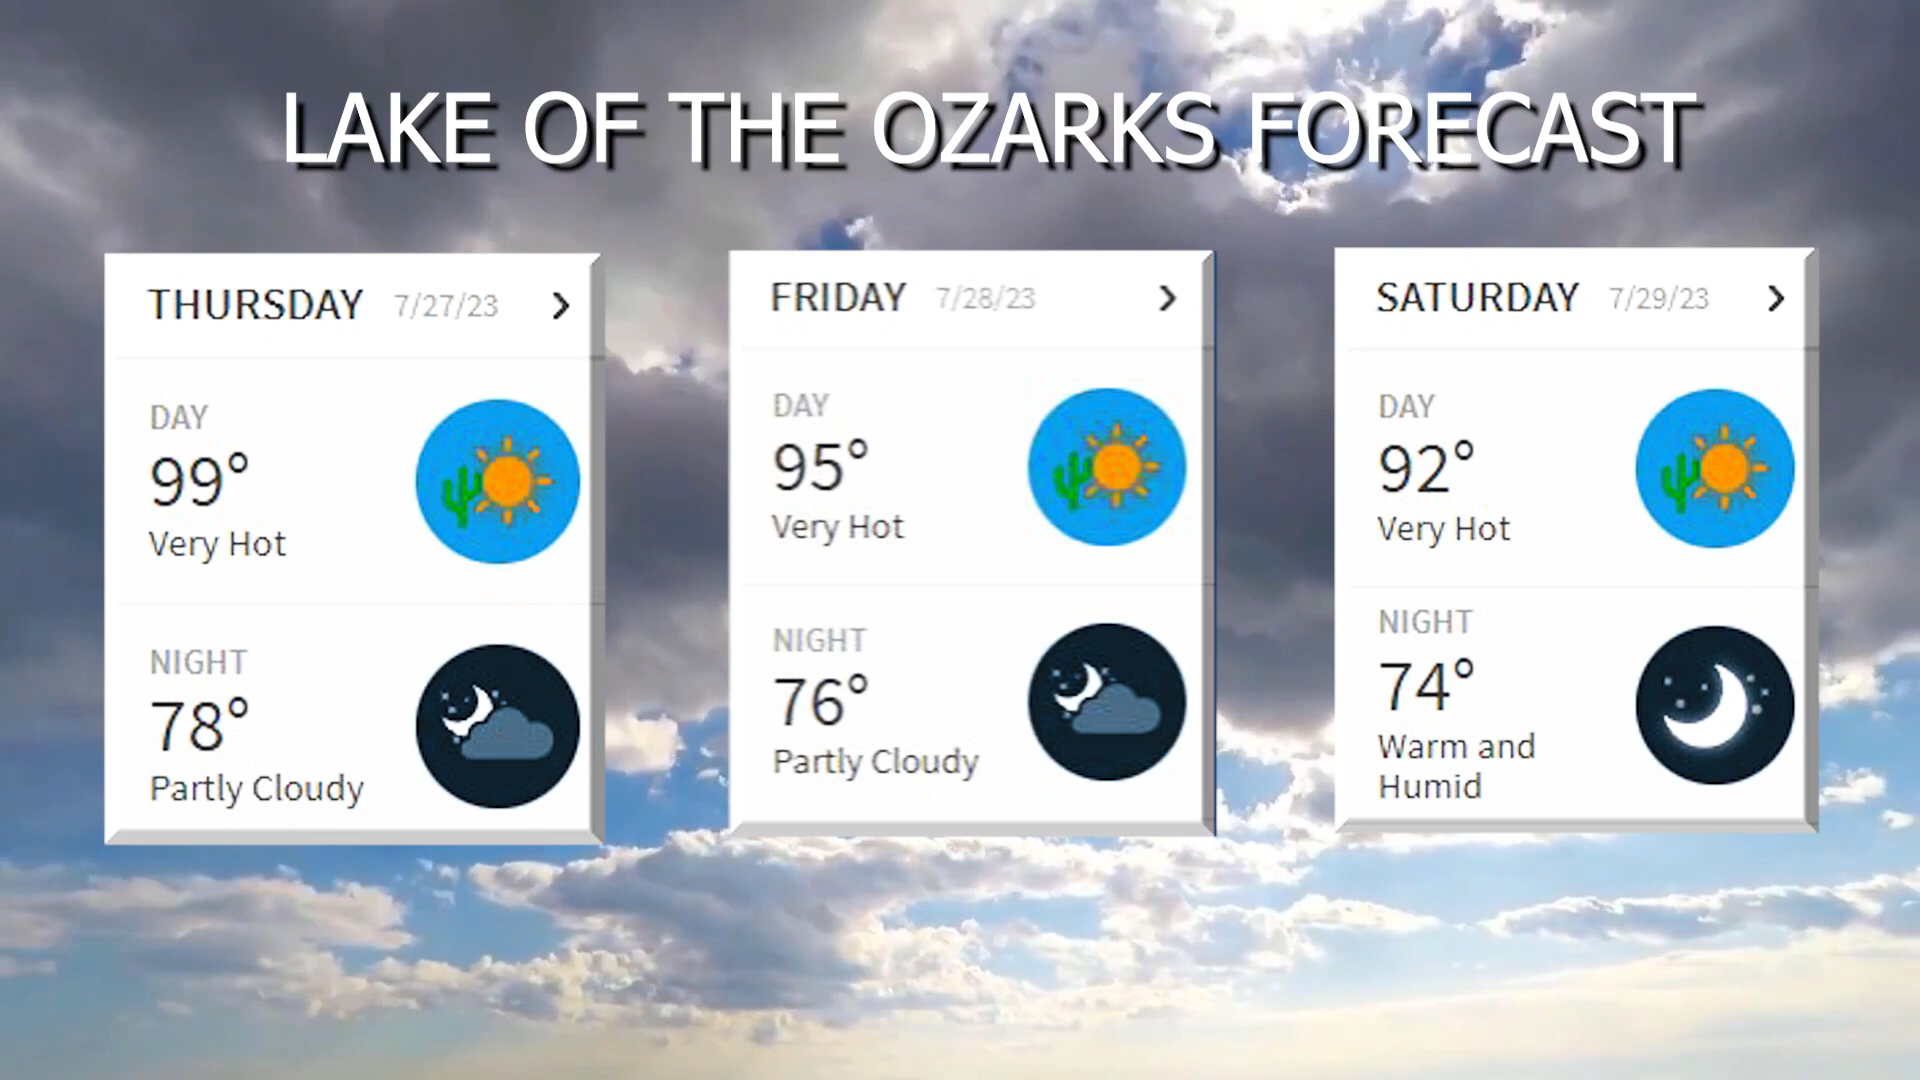 LAKE OF THE OZARKS FORECAST
THURSDAY 7/27/23
DAY
99°
Very Hot
NIGHT
78°
Partly Cloudy
FRIDAY 7/28/23
DAY
95°
Very Hot
NIGHT
76°
Partly Cloudy
SATURDAY 7/29/23
DAY
92°
Very Hot
NIGHT
74°
Warm and
Humid